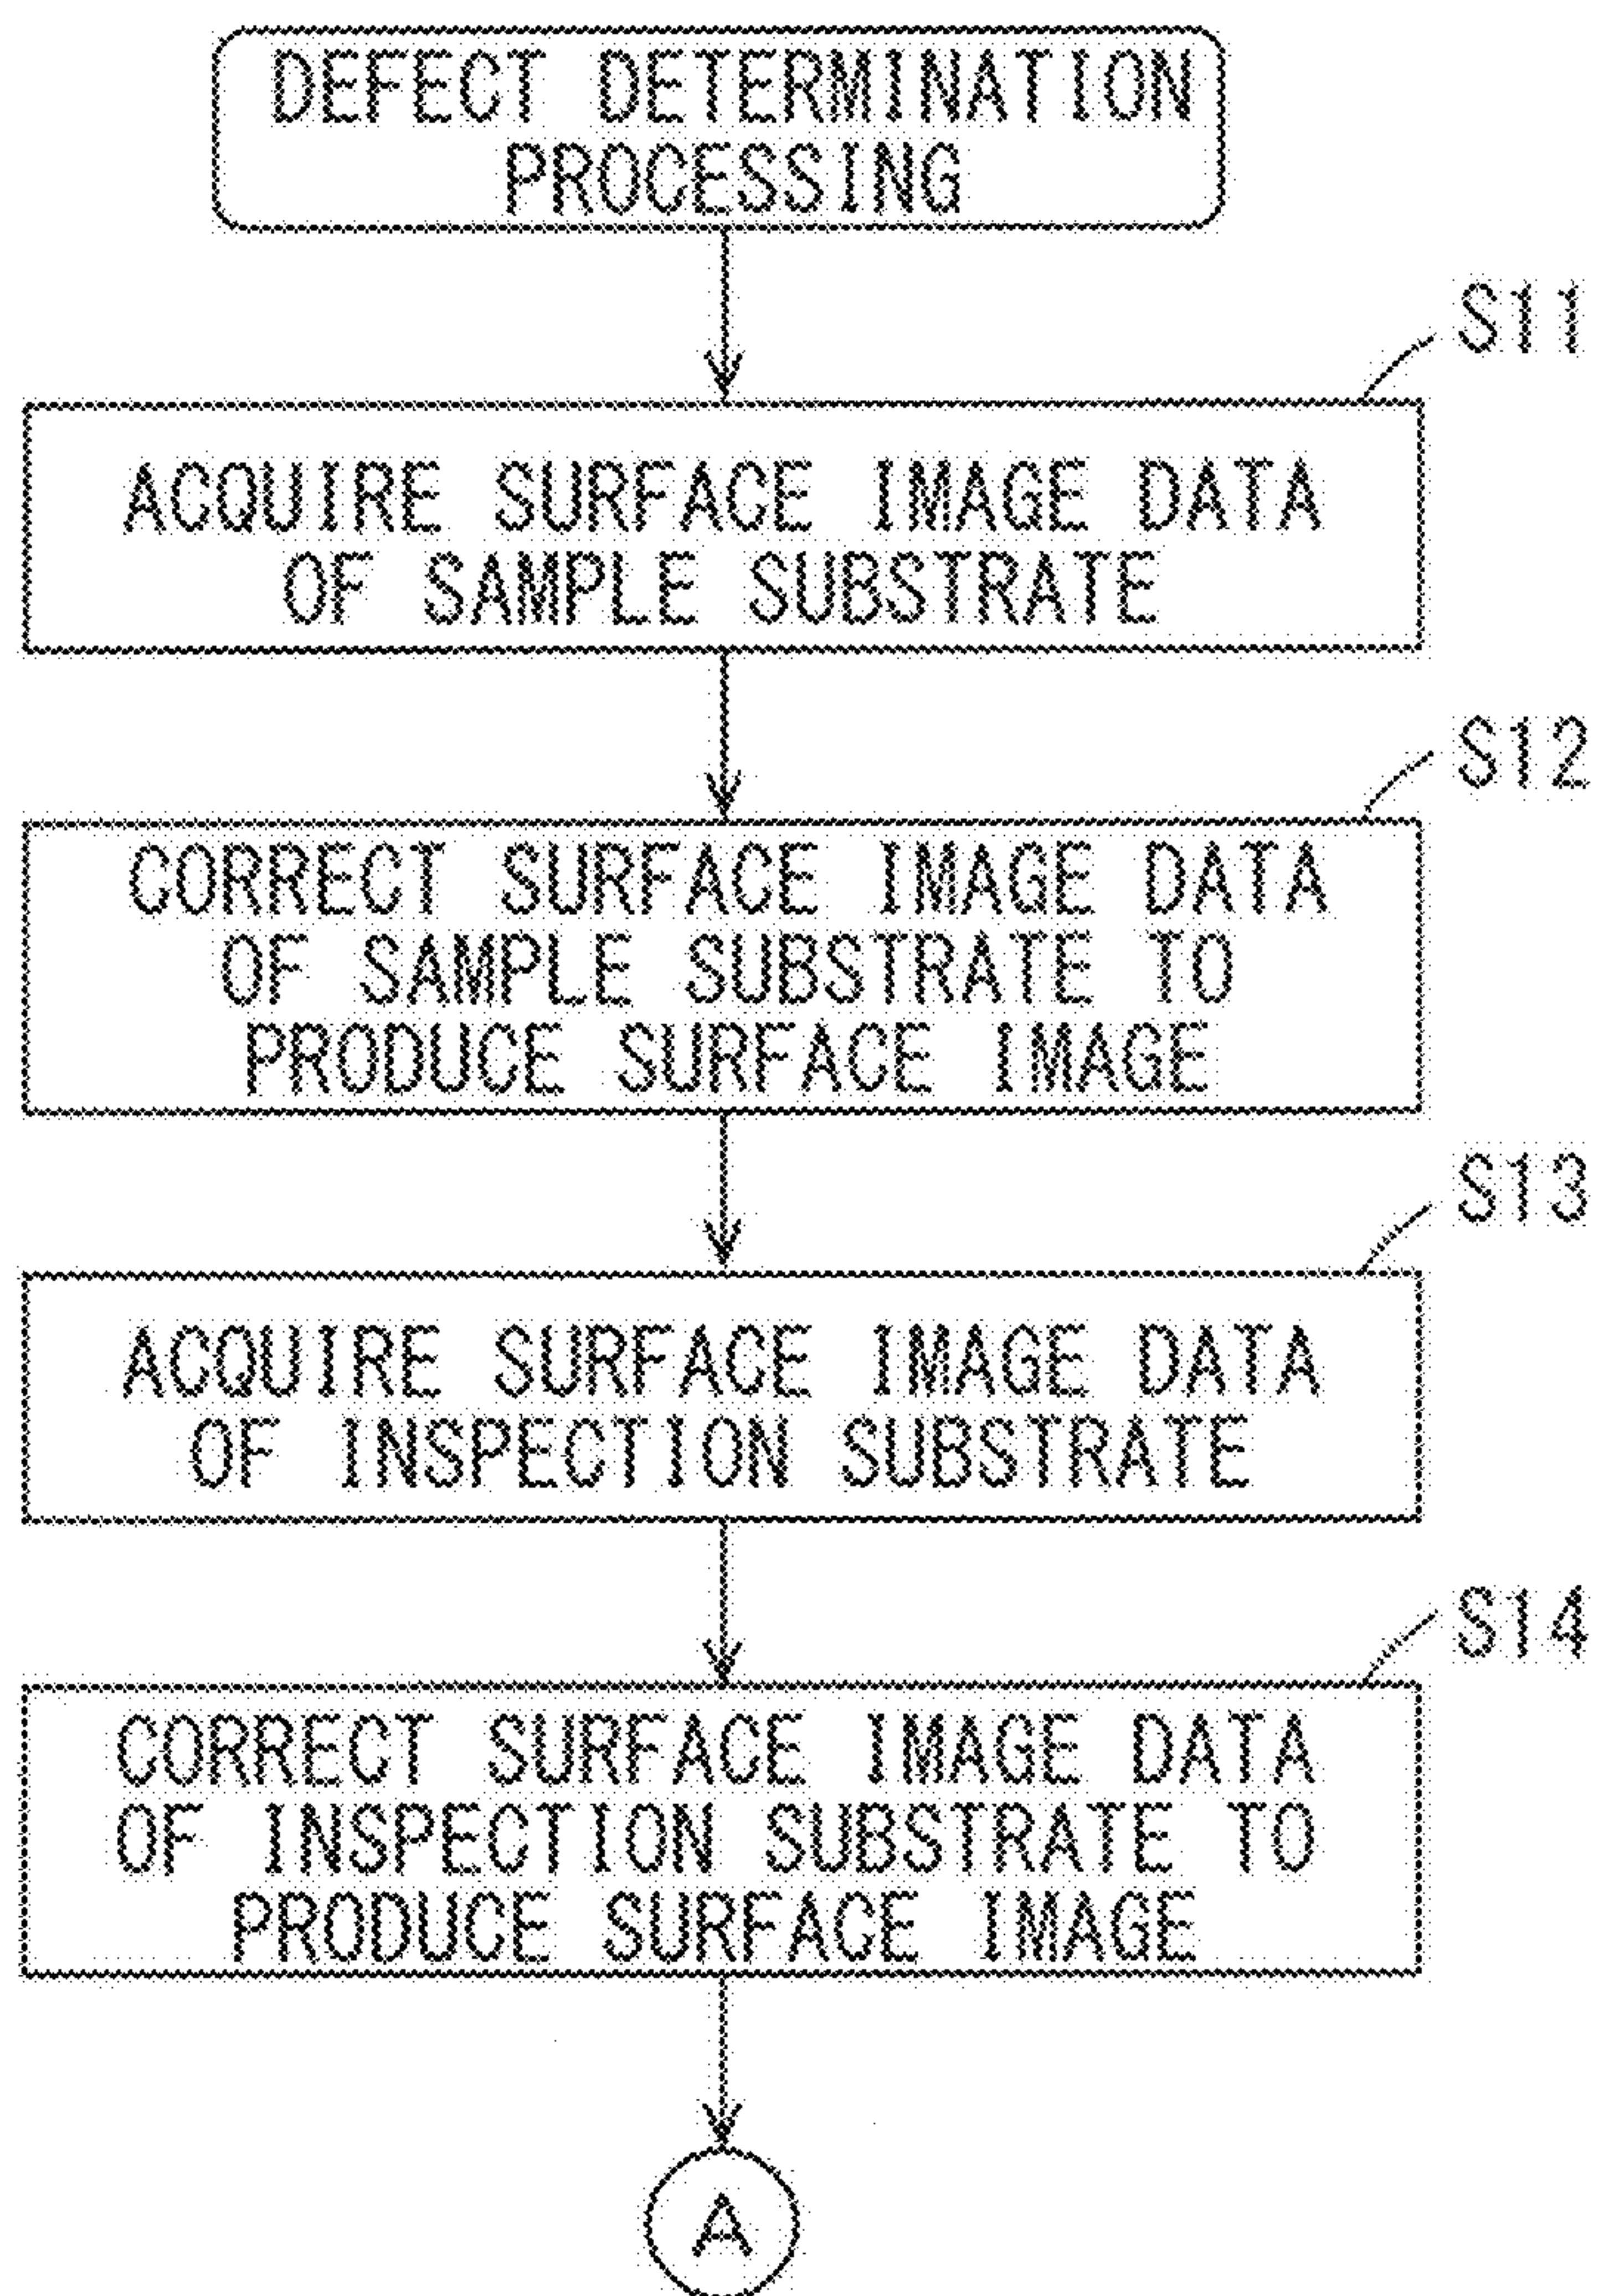 DEFECT DETERMINATION
PROCESSING
S11
ACQUIRE SURFACE IMAGE DATA
OF SAMPLE SUBSTRATE
S12
CORRECT SURFACE IMAGE DATA
OF SAMPLE SUBSTRATE TO
PRODUCE SURFACE IMAGE
S13
ACQUIRE SURFACE IMAGE DATA
OF INSPECTION SUBSTRATE
S14
CORRECT SURFACE IMAGE DATA
OF INSPECTION SUBSTRATE TO
PRODUCE SURFACE IMAGE
A